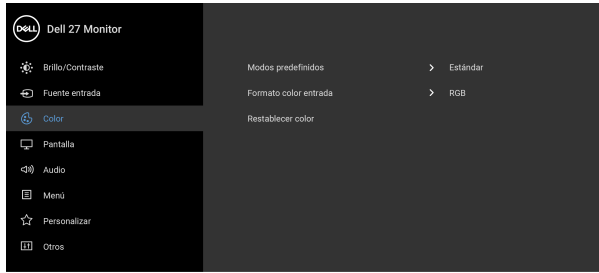 DELL Dell 27 Monitor
Brillo/Contraste
Modos predefinidos Estándar
Fuente entrada
Formato color entrada RGB
Color
Restablecer color
Pantalla
Audio
Menú
Personalizar
Otros